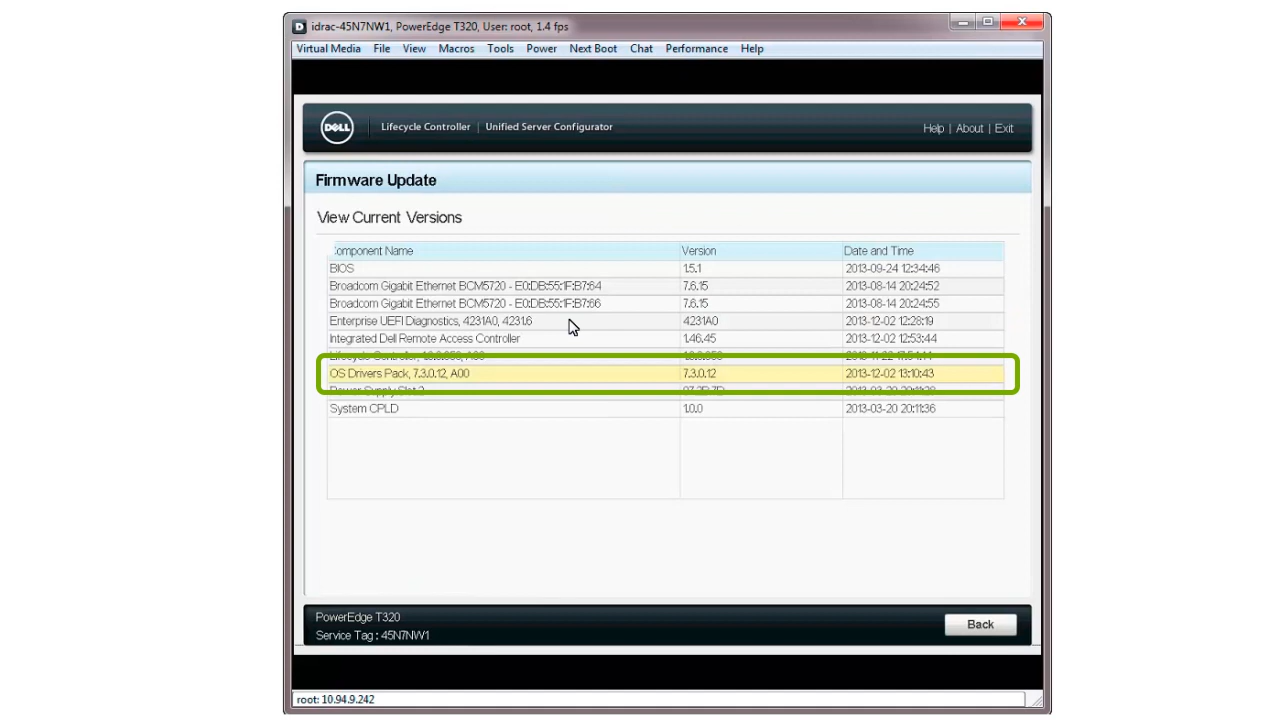 idrac-45N7NW1, PowerEdge T320, User: root, 1.4 fps
Virtual Media File View Macros Tools Power Next Boot Chat Performance Help
DELL Lifecycle Controller | Unified Server Configurator Help | About | Exit
Firmware Update
View Current Versions
Component Name Version Date and Time
BIOS 1.5.1 2013-09-24 12:34:46
Broadcom Gigabit Ethernet BCM5720 - E0:DB:55:1F:B7:64 7.6.15 2013-08-14 20:24:52
Broadcom Gigabit Ethernet BCM5720 - E0:DB:55:1F:B7:66 7.6.15 2013-08-14 20:24:55
Enterprise UEFI Diagnostics, 4231A0, 4231.6 4231A0 2013-12-02 12:28:19
Integrated Dell Remote Access Controller 1.46.45 2013-12-02 12:53:44
Lifecycle Controller,
OS Drivers Pack, 7.3.0.12, A00 7.3.0.12 2013-12-02 13:10:43
Power Supply Slot 2
System CPLD 1.0.0 2013-03-20 20:11:36
PowerEdge T320
Service Tag : 45N7NW1
Back
root: 10.94.9.242